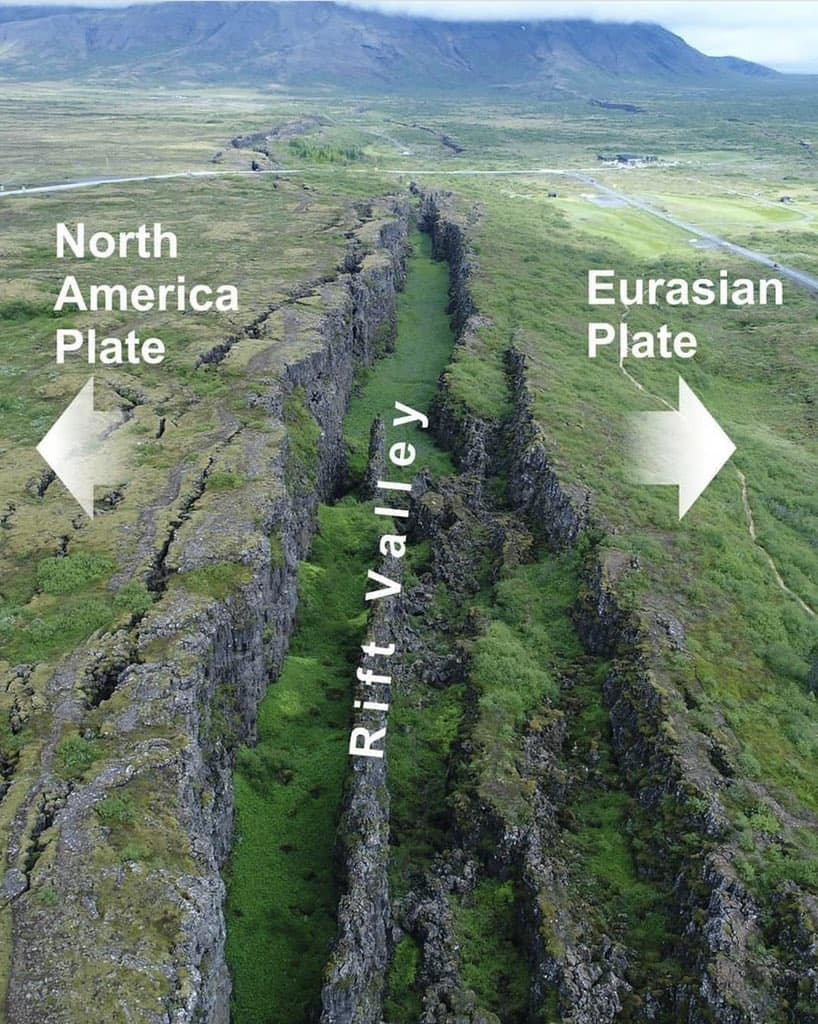 North
America
Plate
Eurasian
Plate
Rift Valley